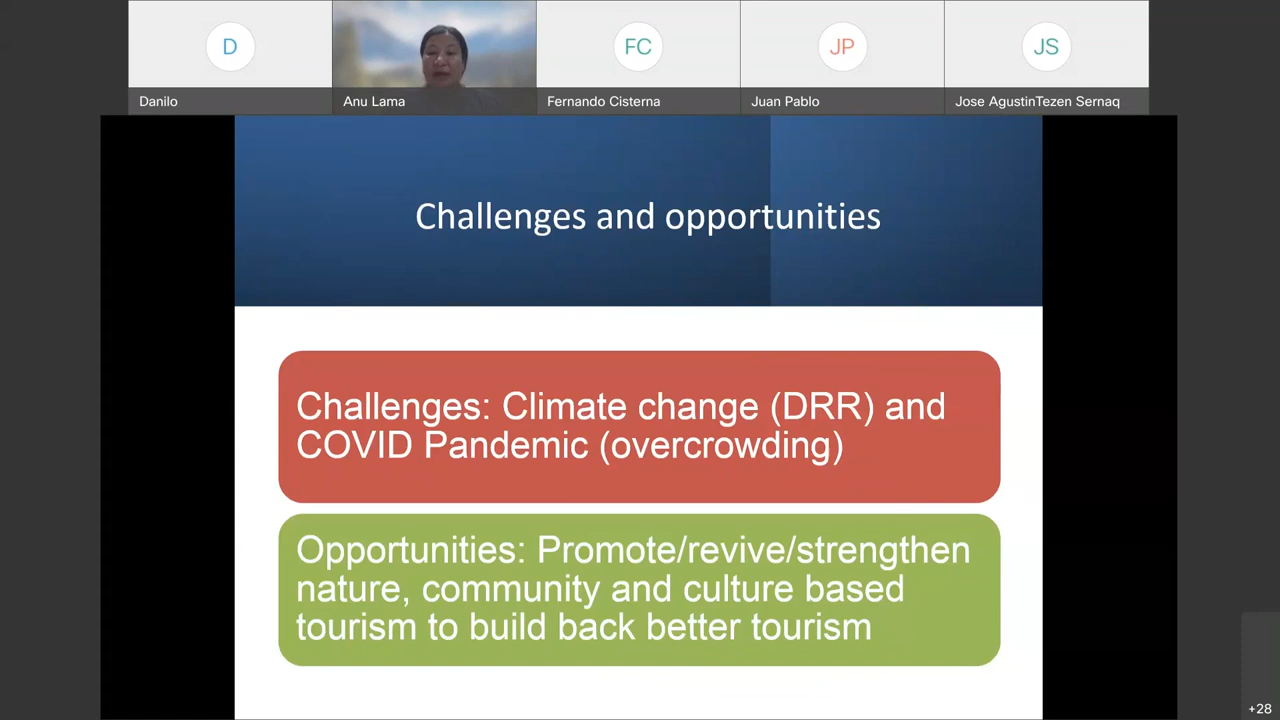 D
FC
JP
JS
Danilo
Anu Lama
Fernando Cisterna
Juan Pablo
Jose AgustinTezen Sernaq
Challenges and opportunities
Challenges: Climate change (DRR) and
COVID Pandemic (overcrowding)
Opportunities: Promote/revive/strengthen
nature, community and culture based
tourism to build back better tourism
+28